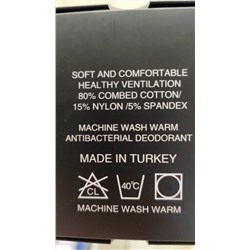 SOFT AND COMFORTABLE
HEALTHY VENTILATION
80% COMBED COTTON/
15% NYLON /5% SPANDEX
MACHINE WASH WARM
ANTIBACTERIAL DEODORANT
MADE IN TURKEY
CL 40°C
MACHINE WASH WARM